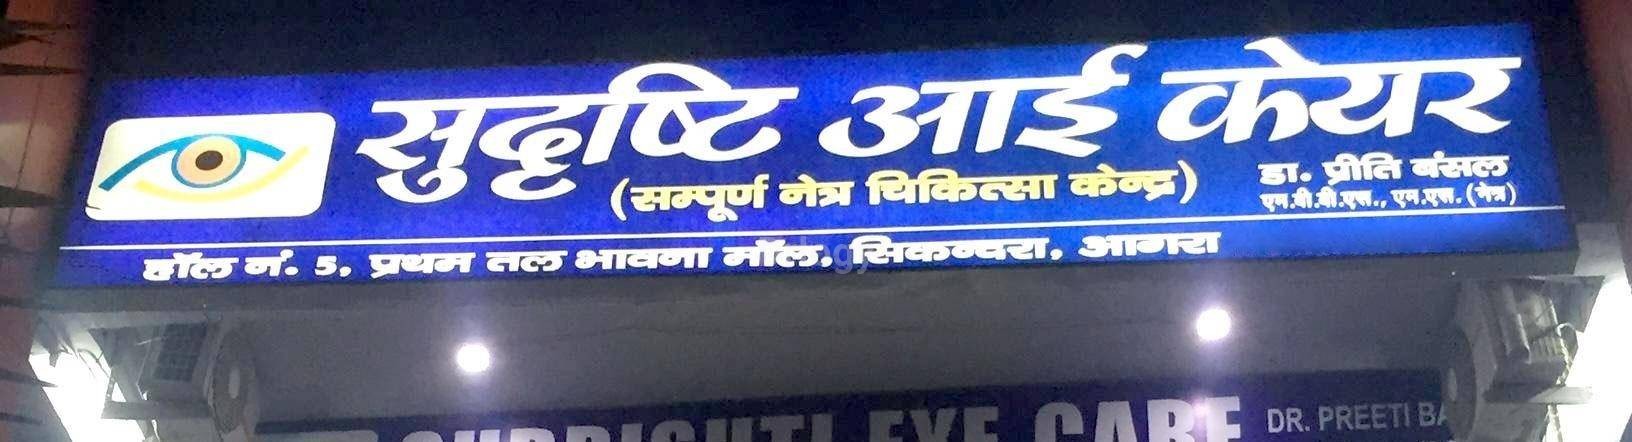 सुदृष्टि आई केयर
(सम्पूर्ण नेत्र चिकित्सा केन्द्र)
डा. प्रीति बंसल
एम.बी.बी.एस., एम.एस. (नेत्र)
हॉल नं. 5, प्रथम तल भावना मॉल, सिकन्दरा, आगरा
EYE CARE
DR. PREETI